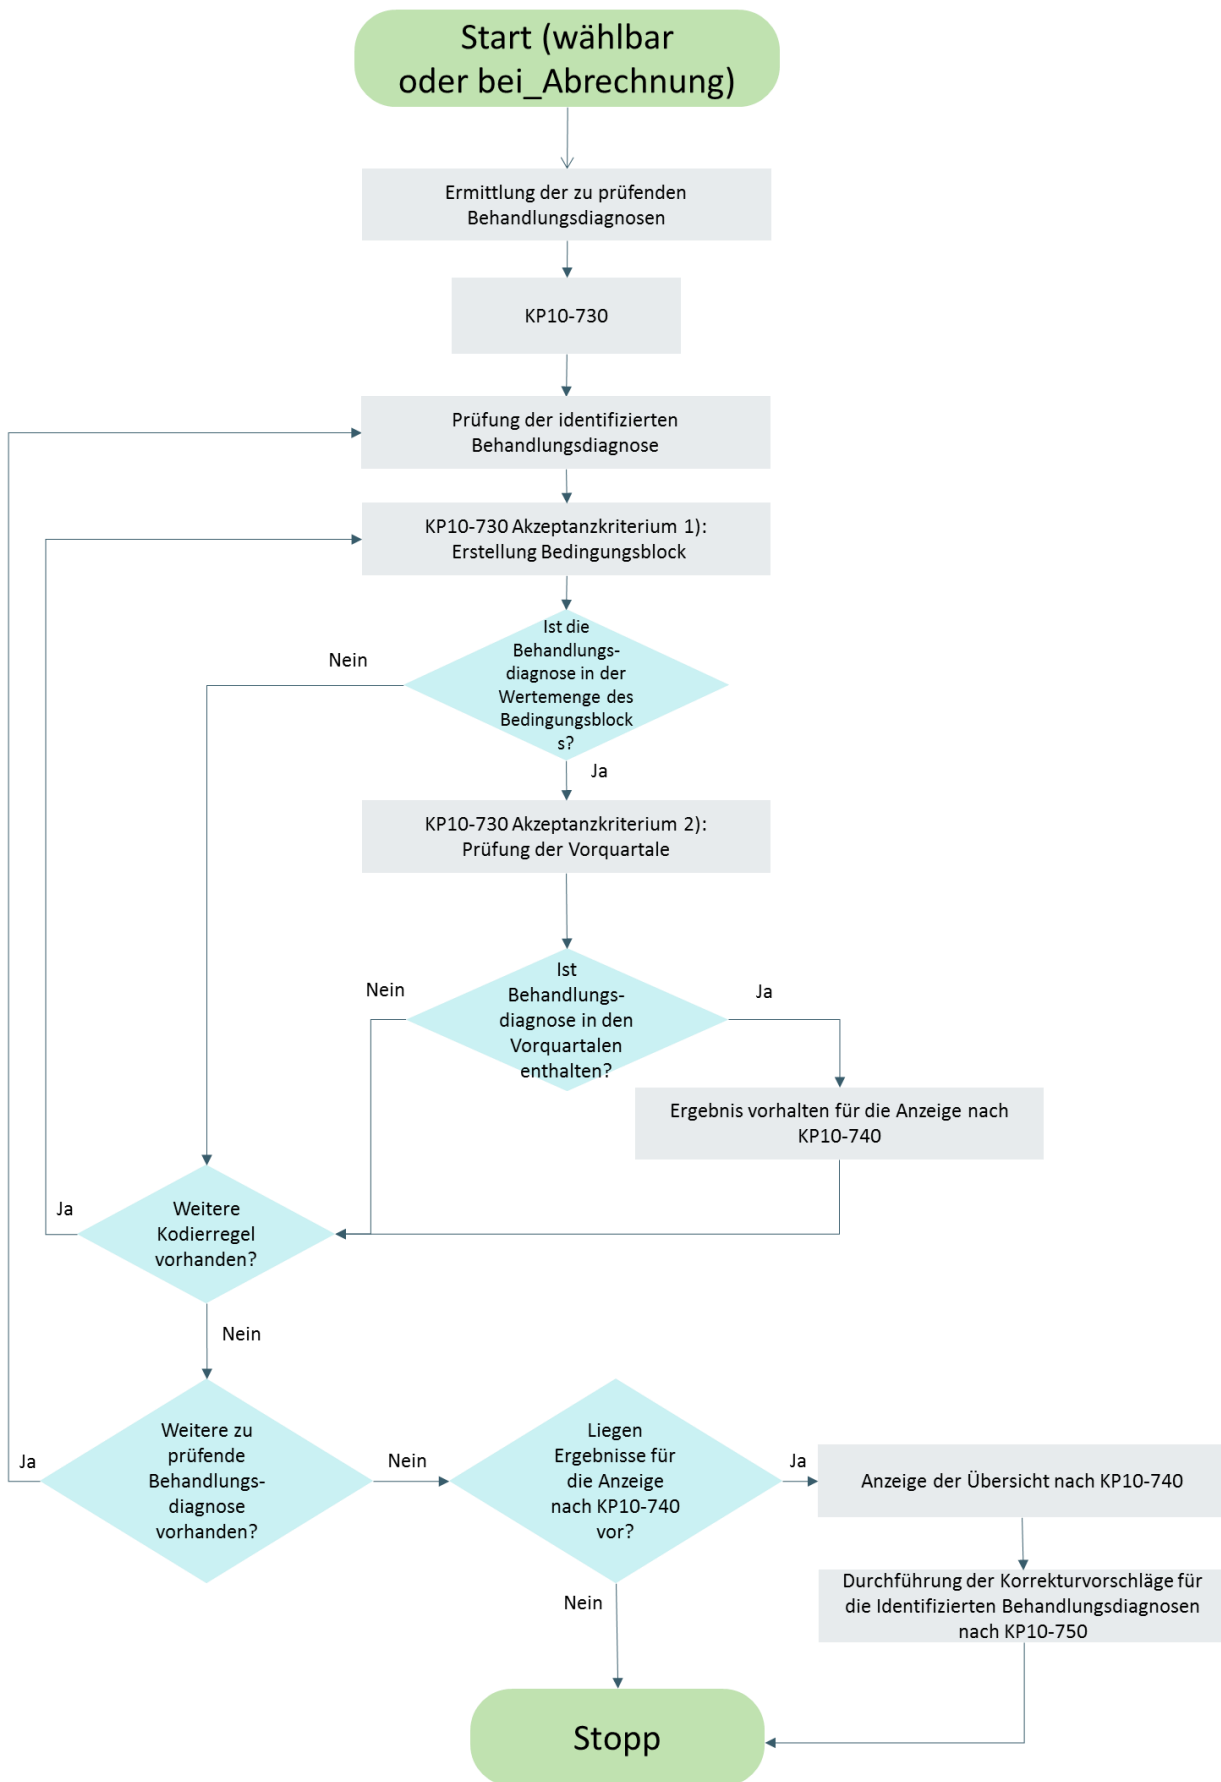 Start (wählbar
oder bei_Abrechnung)
Ermittlung der zu prüfenden
Behandlungsdiagnosen
KP10-730
Prüfung der identifizierten
Behandlungsdiagnose
KP10-730 Akzeptanzkriterium 1):
Erstellung Bedingungsblock
Ist die
Behandlungs-
diagnose in der
Wertemenge des
Bedingungsblock
s?
Nein
Ja
KP10-730 Akzeptanzkriterium 2):
Prüfung der Vorquartale
Ist
Behandlungs-
diagnose in den
Vorquartalen
enthalten?
Nein
Ja
Ergebnis vorhalten für die Anzeige nach
KP10-740
Weitere
Kodierregel
vorhanden?
Ja
Nein
Weitere zu
prüfende
Behandlungs-
diagnose
vorhanden?
Ja
Nein
Liegen
Ergebnisse für
die Anzeige
nach KP10-740
vor?
Ja
Nein
Anzeige der Übersicht nach KP10-740
Durchführung der Korrekturvorschläge für
die Identifizierten Behandlungsdiagnosen
nach KP10-750
Stopp